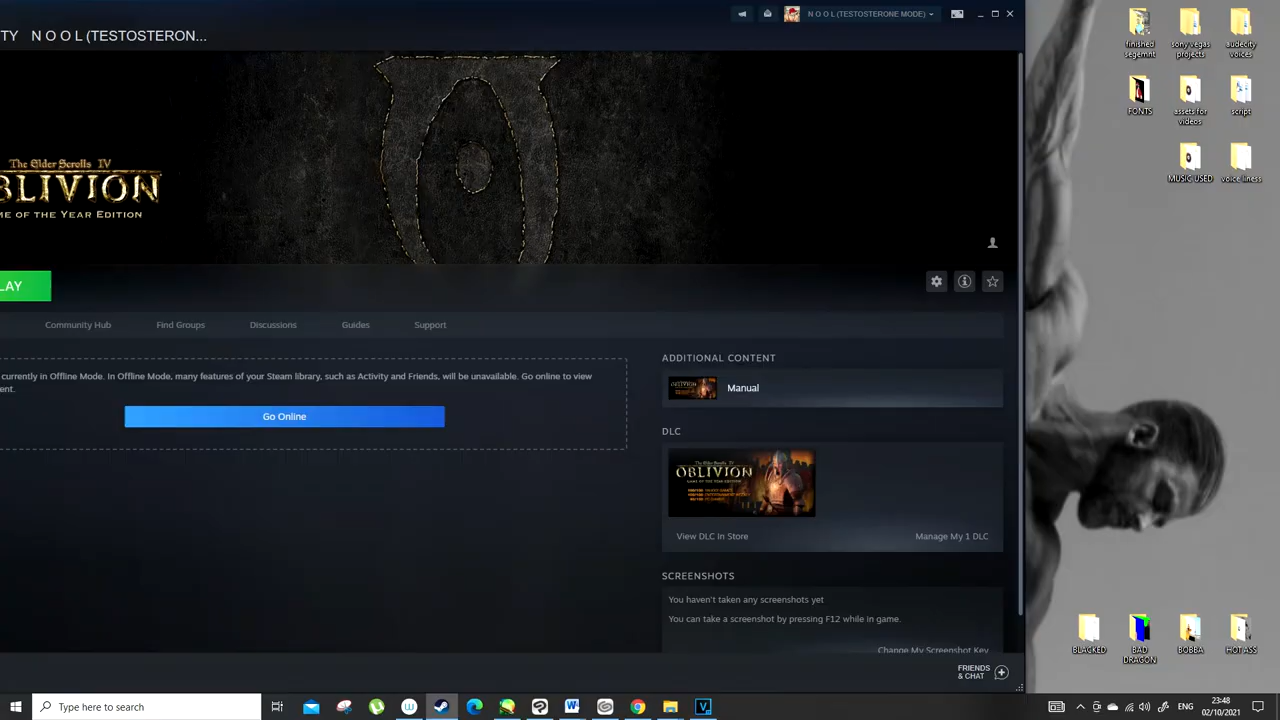 N O O L (TESTOSTERONE MODE)
TY N O O L (TESTOSTERON...
The Elder Scrolls IV
BLIVION
ME OF THE YEAR EDITION
LAY
Community Hub Find Groups Discussions Guides Support
currently in Offline Mode. In Offline Mode, many features of your Steam library, such as Activity and Friends, will be unavailable. Go online to view
ent.
Go Online
ADDITIONAL CONTENT
Manual
DLC
OBLIVION
View DLC in Store Manage My 1 DLC
SCREENSHOTS
You haven't taken any screenshots yet
You can take a screenshot by pressing F12 while in game.
Change My Screenshot Key
FRIENDS
& CHAT
finished
segemnt
sony vegas
projects
audecity
voices
FONTS
assets for
videos
script
MUSIC USED
voice liness
BLACKED
BAD
DRAGON
BOBBA
HOT ASS
Type here to search
23:48
02/10/2021